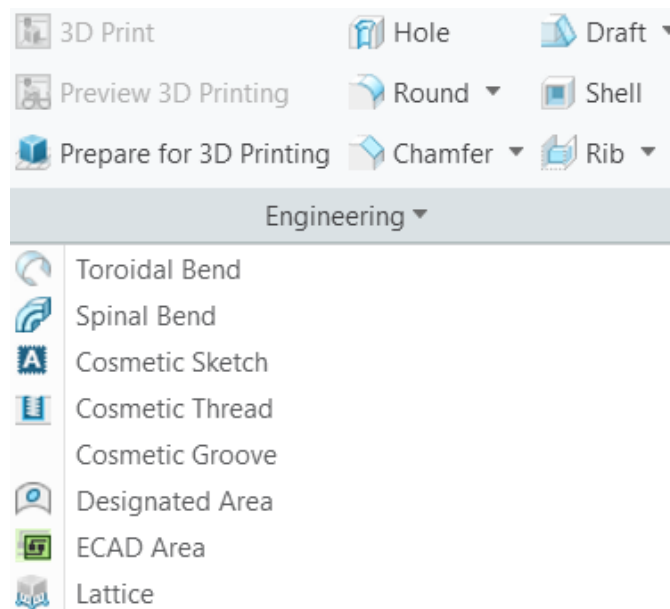 3D Print Hole Draft
Preview 3D Printing Round Shell
Prepare for 3D Printing Chamfer Rib
Engineering
Toroidal Bend
Spinal Bend
A Cosmetic Sketch
Cosmetic Thread
Cosmetic Groove
Designated Area
ECAD Area
Lattice